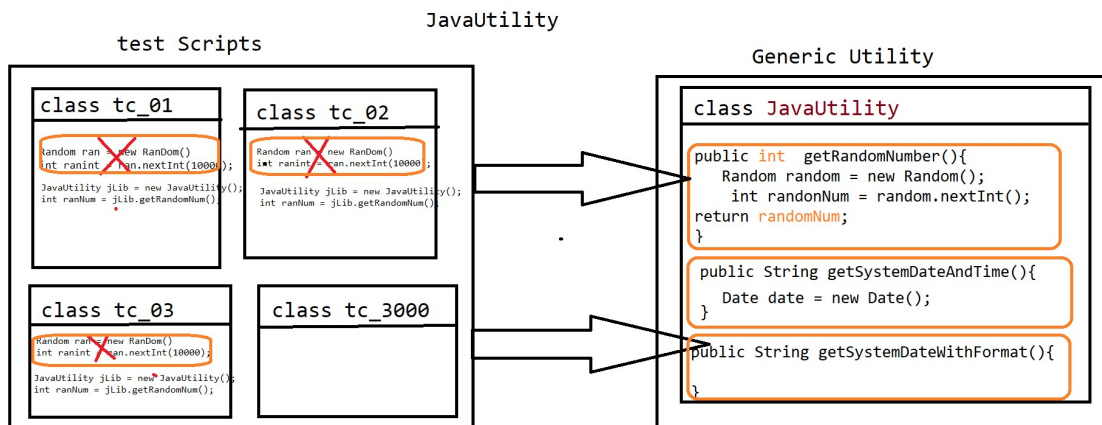 JavaUtility
test Scripts
class tc_01
Random ran = new RanDom()
int ranint = ran.nextInt(10000);
JavaUtility jLib = new JavaUtility();
int ranNum = jLib.getRandomNum();
class tc_02
Random ran = new RanDom()
int ranint = ran.nextInt(10000);
JavaUtility jLib = new JavaUtility();
int ranNum = jLib.getRandomNum();
class tc_03
Random ran = new RanDom()
int ranint = ran.nextInt(10000);
JavaUtility jLib = new JavaUtility();
int ranNum = jLib.getRandomNum();
class tc_3000
Generic Utility
class JavaUtility
public int getRandomNumber(){
Random random = new Random();
int randonNum = random.nextInt();
return randomNum;
}
public String getSystemDateAndTime(){
Date date = new Date();
}
public String getSystemDateWithFormat(){
}